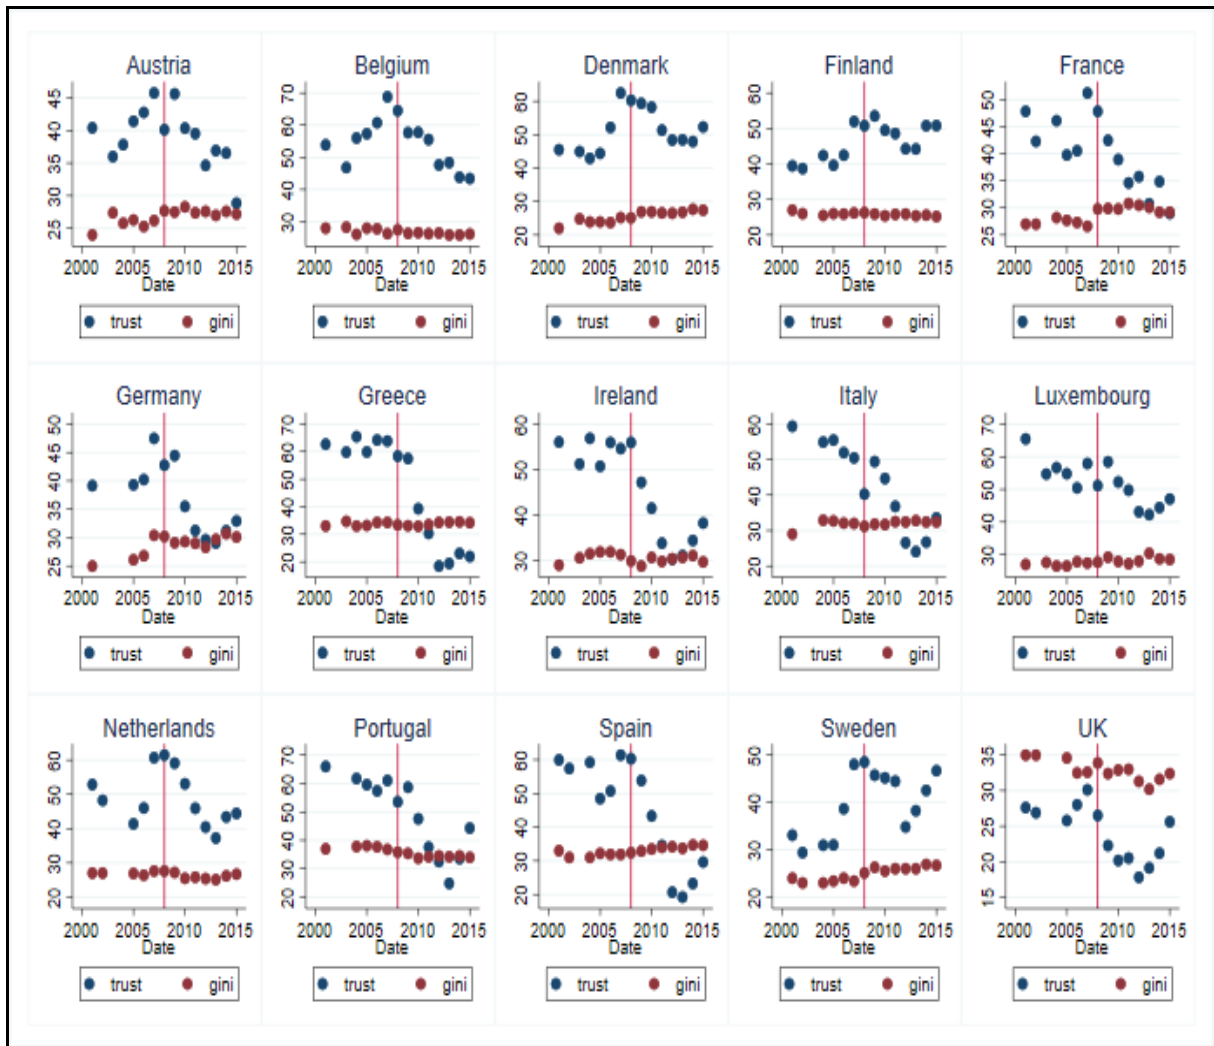 Austria Belgium Denmark Finland France
45 70 60 60 50
40 60 50 50 45
35 50 40 40 40
30 40 30 30 35
25 30 20 20 30
25
2000 2005 2010 2015 2000 2005 2010 2015 2000 2005 2010 2015 2000 2005 2010 2015 2000 2005 2010 2015
Date Date Date Date Date
trust gini trust gini trust gini trust gini trust gini
Germany Greece Ireland Italy Luxembourg
50 70 60 60 70
45 60 50 50 60
40 50 40 40 50
35 40 30 30 40
30 30 20 30
25 20
2000 2005 2010 2015 2000 2005 2010 2015 2000 2005 2010 2015 2000 2005 2010 2015 2000 2005 2010 2015
Date Date Date Date Date
trust gini trust gini trust gini trust gini trust gini
Netherlands Portugal Spain Sweden UK
60 70 60 50 35
50 60 50 40 30
40 50 40 30 25
30 40 30 20 20
20 30 20 15
20
2000 2005 2010 2015 2000 2005 2010 2015 2000 2005 2010 2015 2000 2005 2010 2015 2000 2005 2010 2015
Date Date Date Date Date
trust gini trust gini trust gini trust gini trust gini